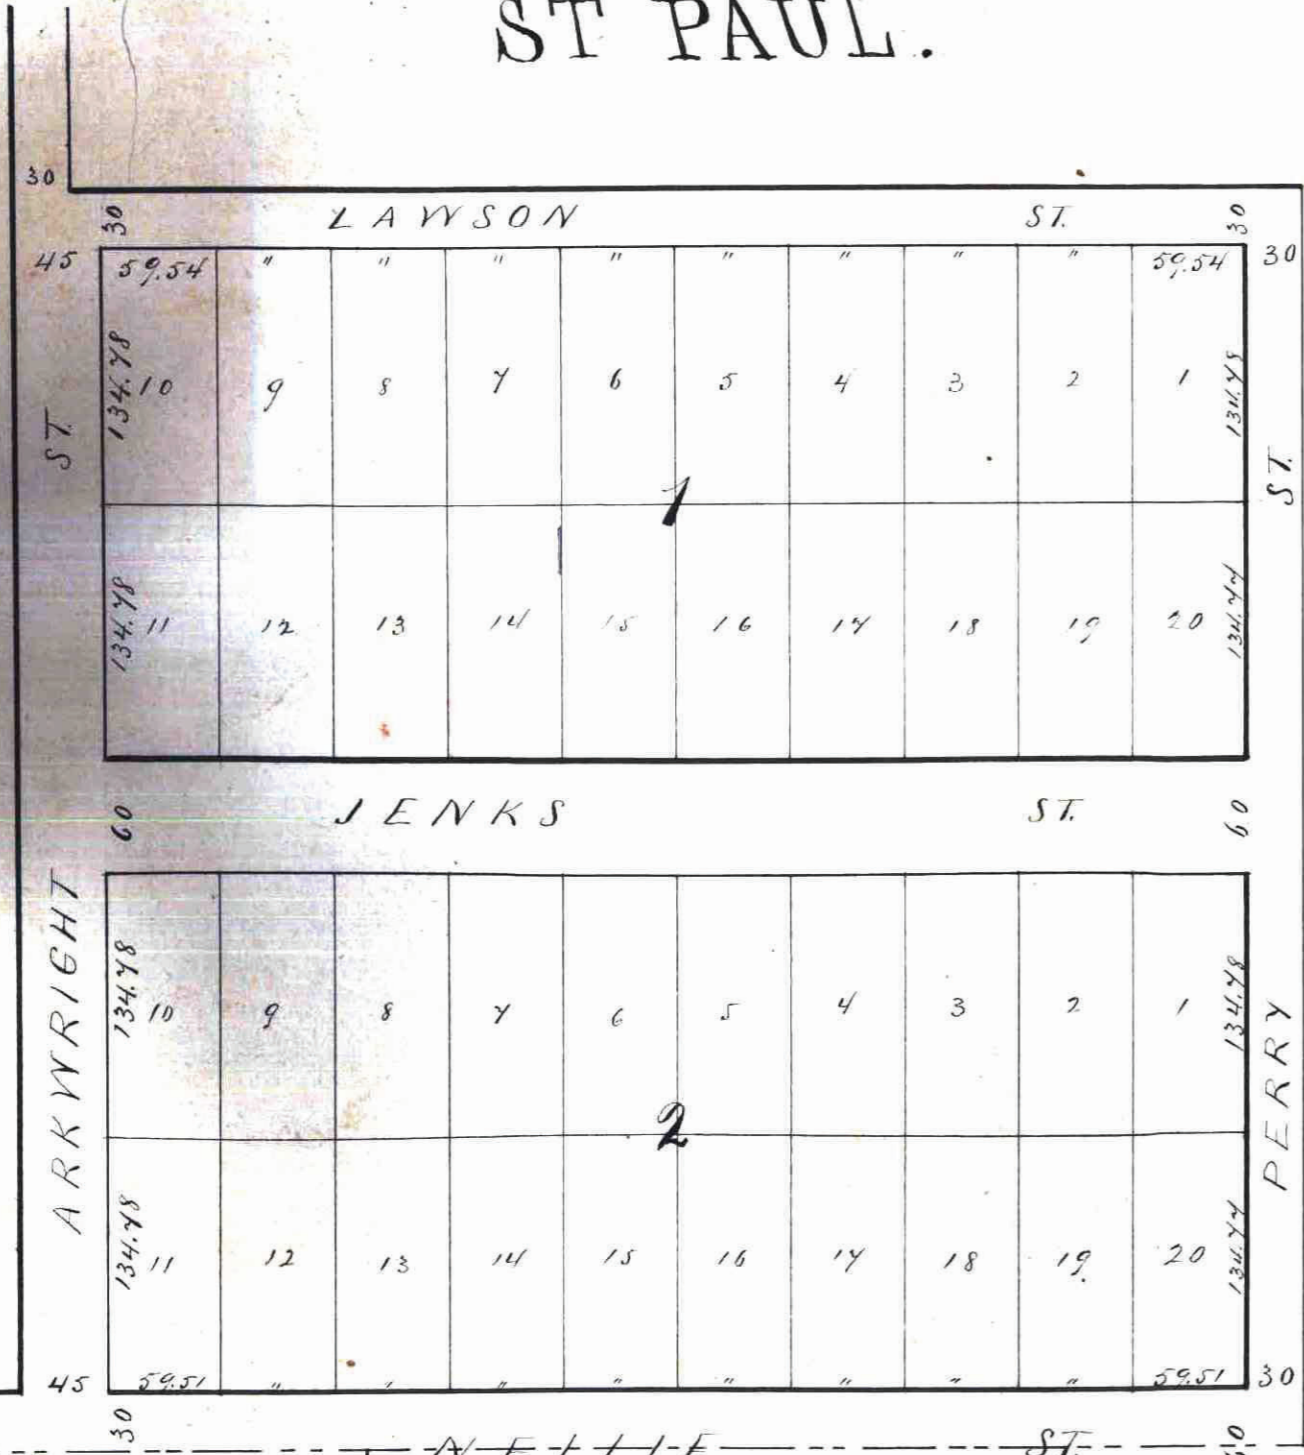 ST PAUL.
30
30 LAWSON ST. 30
45 59.54 " " " " " " " " 59.54 30
134.78 10 9 8 7 6 5 4 3 2 1 134.78
ST. ST.
1
134.78 11 12 13 14 15 16 17 18 19 20 134.77
60 JENKS ST. 60
ARKWRIGHT PERRY
134.78 10 9 8 7 6 5 4 3 2 1 134.78
2
134.78 11 12 13 14 15 16 17 18 19 20 134.77
45 59.51 " " " " " " " " 59.51 30
30 NELLIE ST. 30